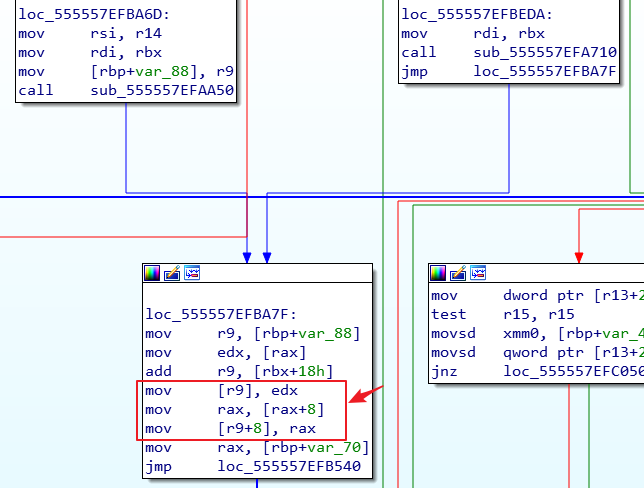 loc_555557EFBA6D:
mov rsi, r14
mov rdi, rbx
mov [rbp+var_88], r9
call sub_555557EFAA50
loc_555557EFBEDA:
mov rdi, rbx
call sub_555557EFA710
jmp loc_555557EFBA7F
loc_555557EFBA7F:
mov r9, [rbp+var_88]
mov edx, [rax]
add r9, [rbx+18h]
mov [r9], edx
mov rax, [rax+8]
mov [r9+8], rax
mov rax, [rbp+var_70]
jmp loc_555557EFB540
mov dword ptr [r13+2
test r15, r15
movsd xmm0, [rbp+var_4
movsd qword ptr [r13+2
jnz loc_555557EFC050